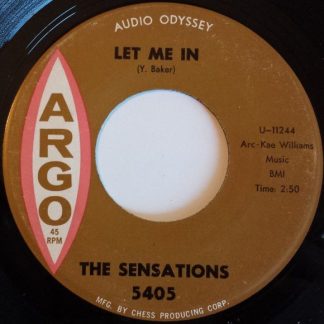 AUDIO ODYSSEY
LET ME IN
(Y. Baker)
ARGO
45
RPM
U-11244
Arc-Kae Williams
Music
BMI
Time: 2:50
THE SENSATIONS
5405
MFG. BY CHESS PRODUCING CORP.